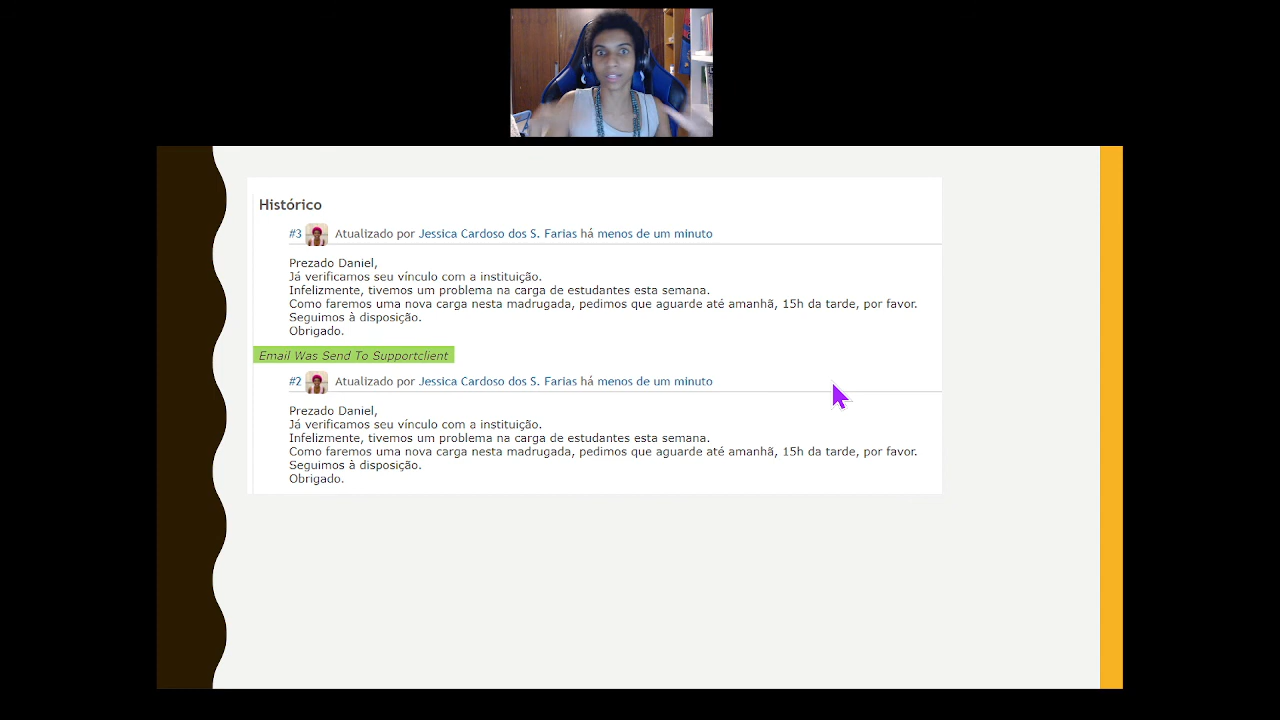 Histórico
#3 Atualizado por Jessica Cardoso dos S. Farias há menos de um minuto
Prezado Daniel,
Já verificamos seu vínculo com a instituição.
Infelizmente, tivemos um problema na carga de estudantes esta semana.
Como faremos uma nova carga nesta madrugada, pedimos que aguarde até amanhã, 15h da tarde, por favor.
Seguimos à disposição.
Obrigado.
Email Was Send To Supportclient
#2 Atualizado por Jessica Cardoso dos S. Farias há menos de um minuto
Prezado Daniel,
Já verificamos seu vínculo com a instituição.
Infelizmente, tivemos um problema na carga de estudantes esta semana.
Como faremos uma nova carga nesta madrugada, pedimos que aguarde até amanhã, 15h da tarde, por favor.
Seguimos à disposição.
Obrigado.